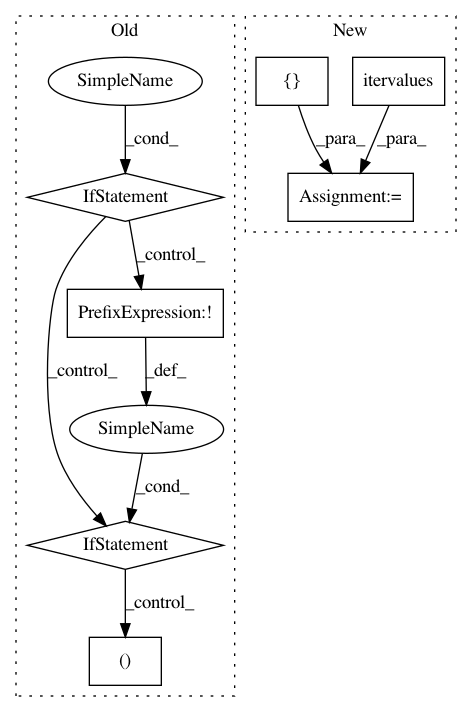 Old
New
SimpleName
{}
itervalues
_cond_
_para_
_para_
IfStatement
Assignment:=
_control_
PrefixExpression:!
_control_
_def_
SimpleName
_cond_
IfStatement
_control_
()